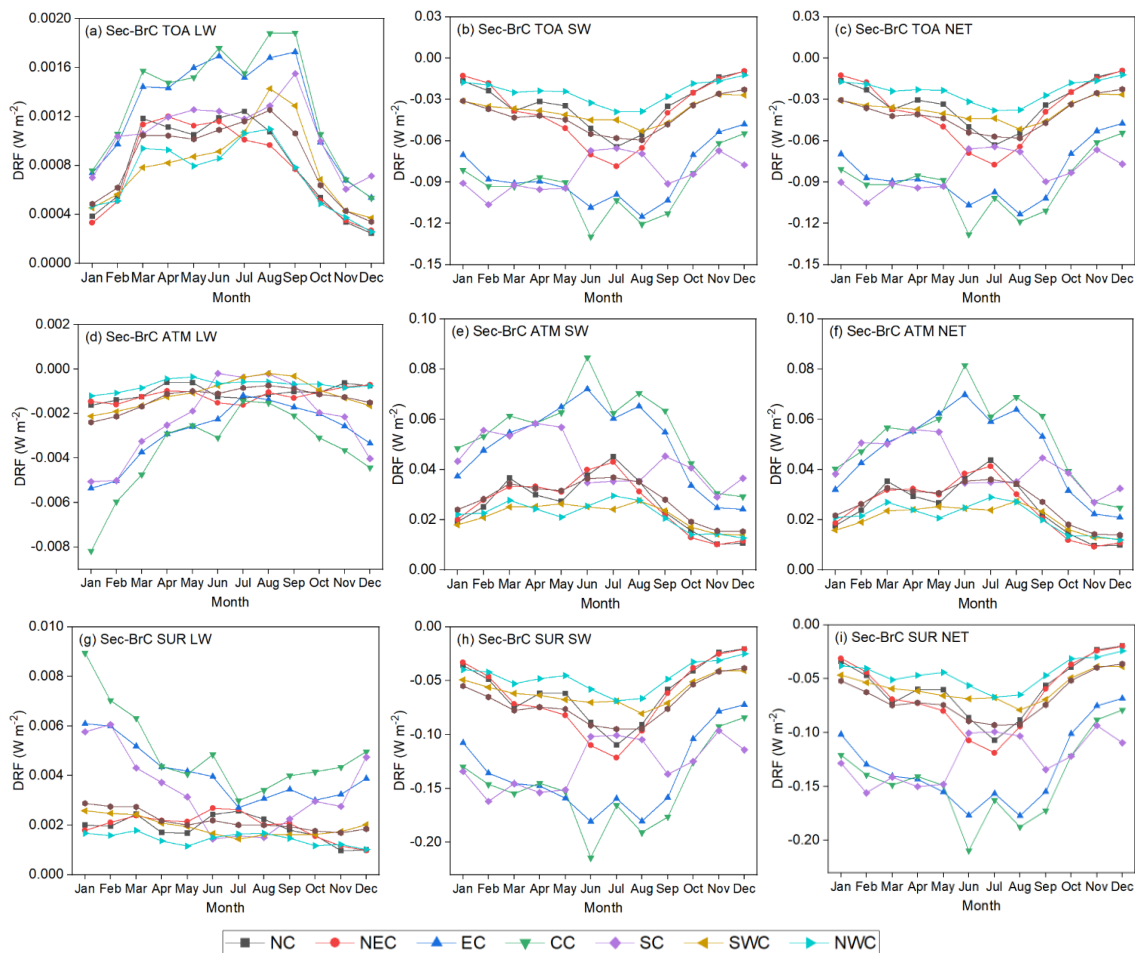 (a) Sec-BrC TOA LW
DRF (W m⁻²)
0.0020
0.0016
0.0012
0.0008
0.0004
0.0000
Jan Feb Mar Apr May Jun Jul Aug Sep Oct Nov Dec
Month
(b) Sec-BrC TOA SW
DRF (W m⁻²)
0.03
0.00
-0.03
-0.06
-0.09
-0.12
-0.15
Jan Feb Mar Apr May Jun Jul Aug Sep Oct Nov Dec
Month
(c) Sec-BrC TOA NET
DRF (W m⁻²)
0.03
0.00
-0.03
-0.06
-0.09
-0.12
-0.15
Jan Feb Mar Apr May Jun Jul Aug Sep Oct Nov Dec
Month
(d) Sec-BrC ATM LW
DRF (W m⁻²)
0.002
0.000
-0.002
-0.004
-0.006
-0.008
Jan Feb Mar Apr May Jun Jul Aug Sep Oct Nov Dec
Month
(e) Sec-BrC ATM SW
DRF (W m⁻²)
0.10
0.08
0.06
0.04
0.02
0.00
Jan Feb Mar Apr May Jun Jul Aug Sep Oct Nov Dec
Month
(f) Sec-BrC ATM NET
DRF (W m⁻²)
0.10
0.08
0.06
0.04
0.02
0.00
Jan Feb Mar Apr May Jun Jul Aug Sep Oct Nov Dec
Month
(g) Sec-BrC SUR LW
DRF (W m⁻²)
0.010
0.008
0.006
0.004
0.002
0.000
Jan Feb Mar Apr May Jun Jul Aug Sep Oct Nov Dec
Month
(h) Sec-BrC SUR SW
DRF (W m⁻²)
0.00
-0.05
-0.10
-0.15
-0.20
Jan Feb Mar Apr May Jun Jul Aug Sep Oct Nov Dec
Month
(i) Sec-BrC SUR NET
DRF (W m⁻²)
0.00
-0.05
-0.10
-0.15
-0.20
Jan Feb Mar Apr May Jun Jul Aug Sep Oct Nov Dec
Month
NC NEC EC CC SC SWC NWC